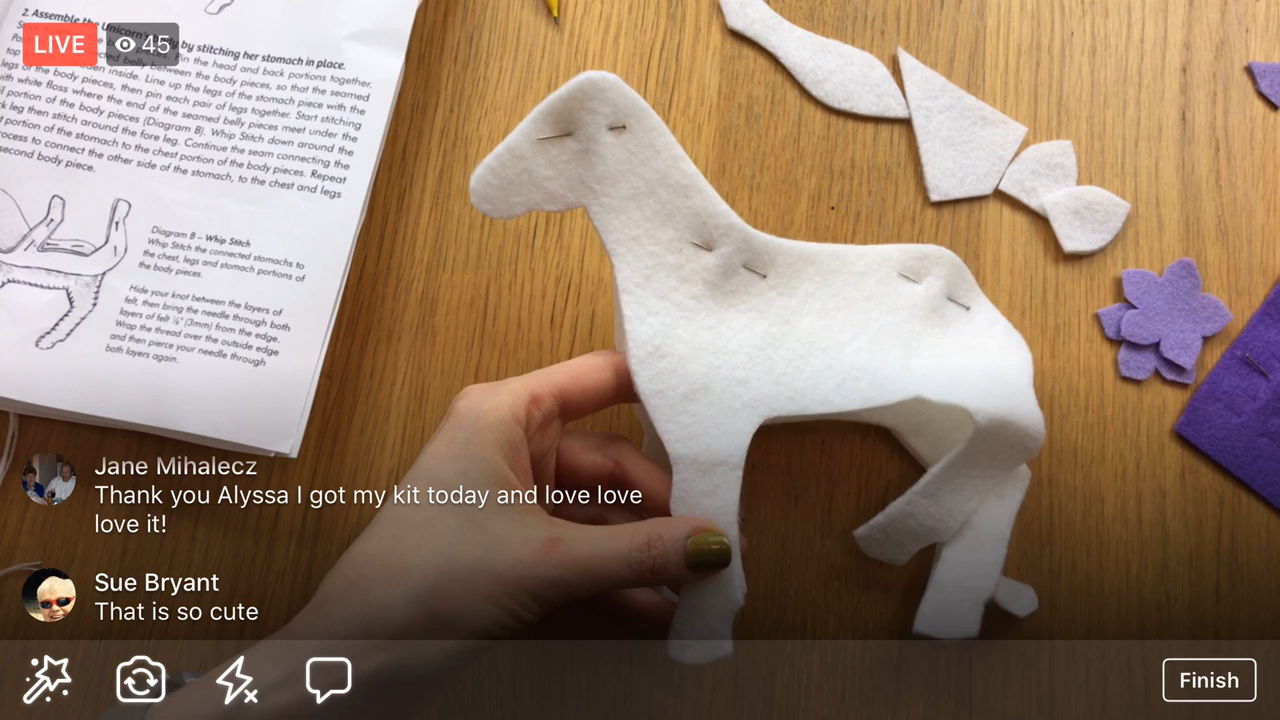 LIVE
45
2. Assemble the Unicorn's body by stitching her stomach in place.
Pin the head and back portions together.
belly between the body pieces, so that the seamed
inside. Line up the legs of the stomach piece with the
legs of the body pieces, then pin each pair of legs together. Start stitching
with white floss where the end of the seamed belly pieces meet under the
portion of the body pieces (Diagram B). Whip Stitch down around the
leg then stitch around the fore leg. Continue the seam connecting the
portion of the stomach to the chest portion of the body pieces. Repeat
process to connect the other side of the stomach, to the chest and legs
second body piece.
Diagram B – Whip Stitch
Whip Stitch the connected stomachs to
the chest, legs and stomach portions of
the body pieces.
Hide your knot between the layers of
felt, then bring the needle through both
layers of felt ⅛" (3mm) from the edge.
Wrap the thread over the outside edge
and then pierce your needle through
both layers again.
Jane Mihalecz
Thank you Alyssa I got my kit today and love love
love it!
Sue Bryant
That is so cute
Finish